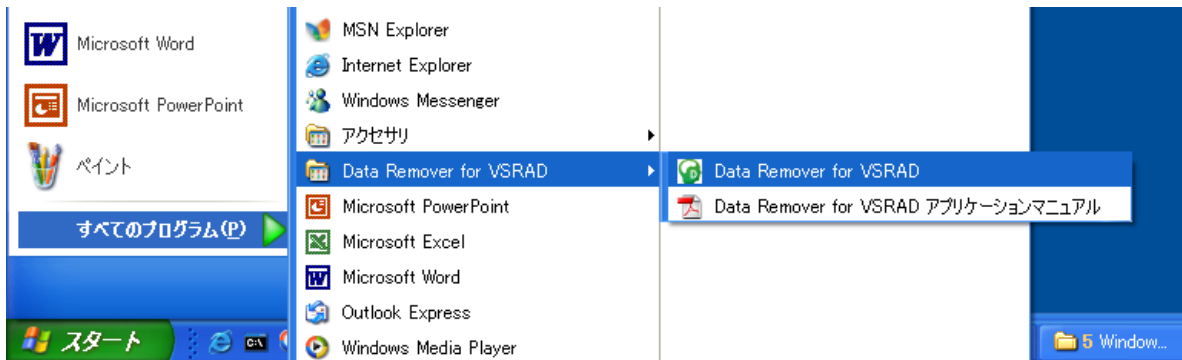 Microsoft Word
Microsoft PowerPoint
ペイント
すべてのプログラム(P)
スタート
MSN Explorer
Internet Explorer
Windows Messenger
アクセサリ
Data Remover for VSRAD
Microsoft PowerPoint
Microsoft Excel
Microsoft Word
Outlook Express
Windows Media Player
Data Remover for VSRAD
Data Remover for VSRAD アプリケーションマニュアル
5 Window...